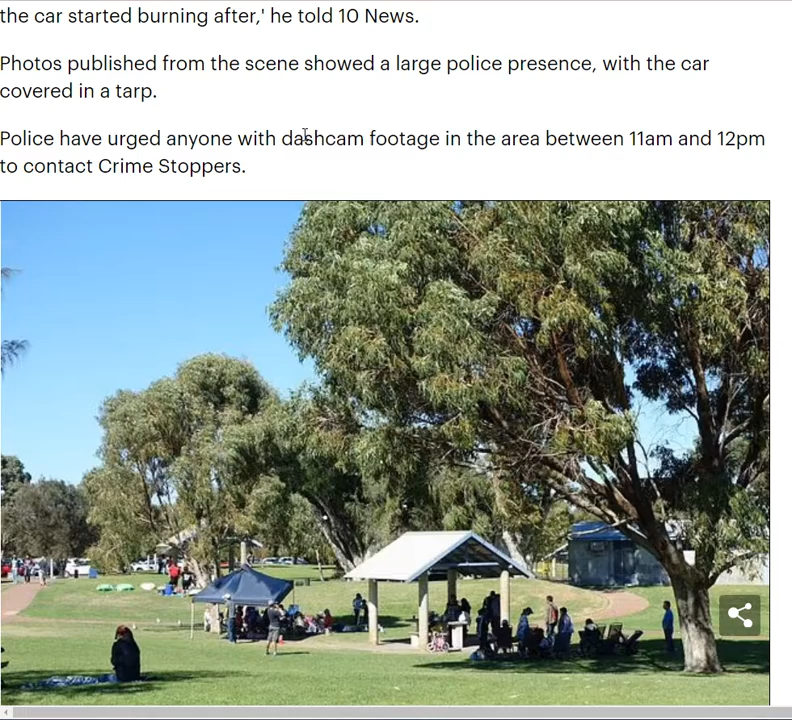 the car started burning after,' he told 10 News.
Photos published from the scene showed a large police presence, with the car
covered in a tarp.
Police have urged anyone with dashcam footage in the area between 11am and 12pm
to contact Crime Stoppers.